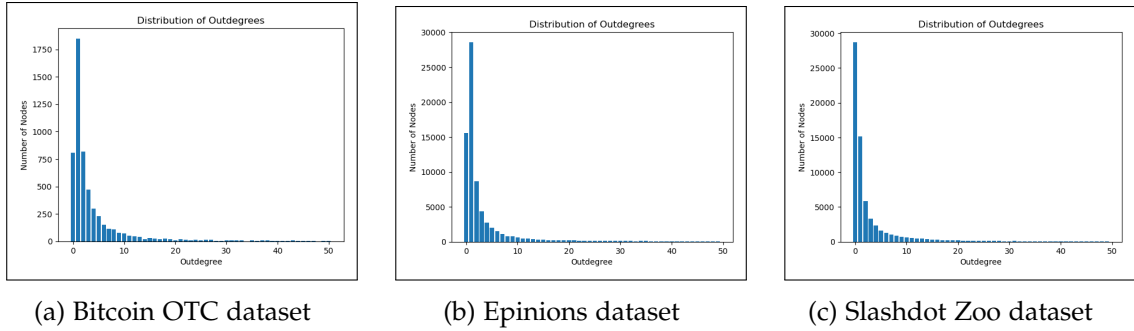 Distribution of Outdegrees
Number of Nodes
1750
1500
1250
1000
750
500
250
0
0 10 20 30 40 50
Outdegree
(a) Bitcoin OTC dataset
Distribution of Outdegrees
Number of Nodes
30000
25000
20000
15000
10000
5000
0
0 10 20 30 40 50
Outdegree
(b) Epinions dataset
Distribution of Outdegrees
Number of Nodes
30000
25000
20000
15000
10000
5000
0
0 10 20 30 40 50
Outdegree
(c) Slashdot Zoo dataset